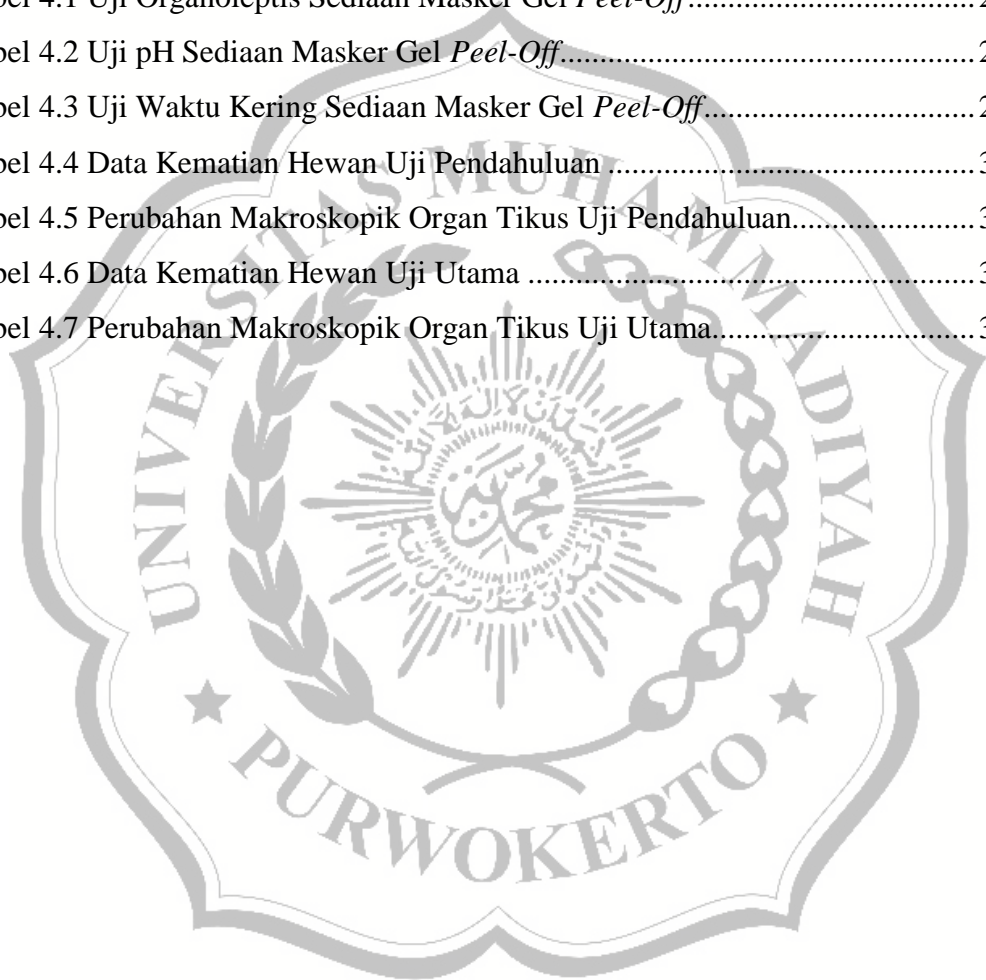 bel 4.1 Uji Organoleptis Sediaan Masker Gel Peel-Off........................................2
bel 4.2 Uji pH Sediaan Masker Gel Peel-Off....................................................2
bel 4.3 Uji Waktu Kering Sediaan Masker Gel Peel-Off..................................2
bel 4.4 Data Kematian Hewan Uji Pendahuluan ..............................................3
bel 4.5 Perubahan Makroskopik Organ Tikus Uji Pendahuluan.......................3
bel 4.6 Data Kematian Hewan Uji Utama ........................................................3
bel 4.7 Perubahan Makroskopik Organ Tikus Uji Utama.................................3
UNIVERSITAS MUHAMMADIYAH
PURWOKERTO